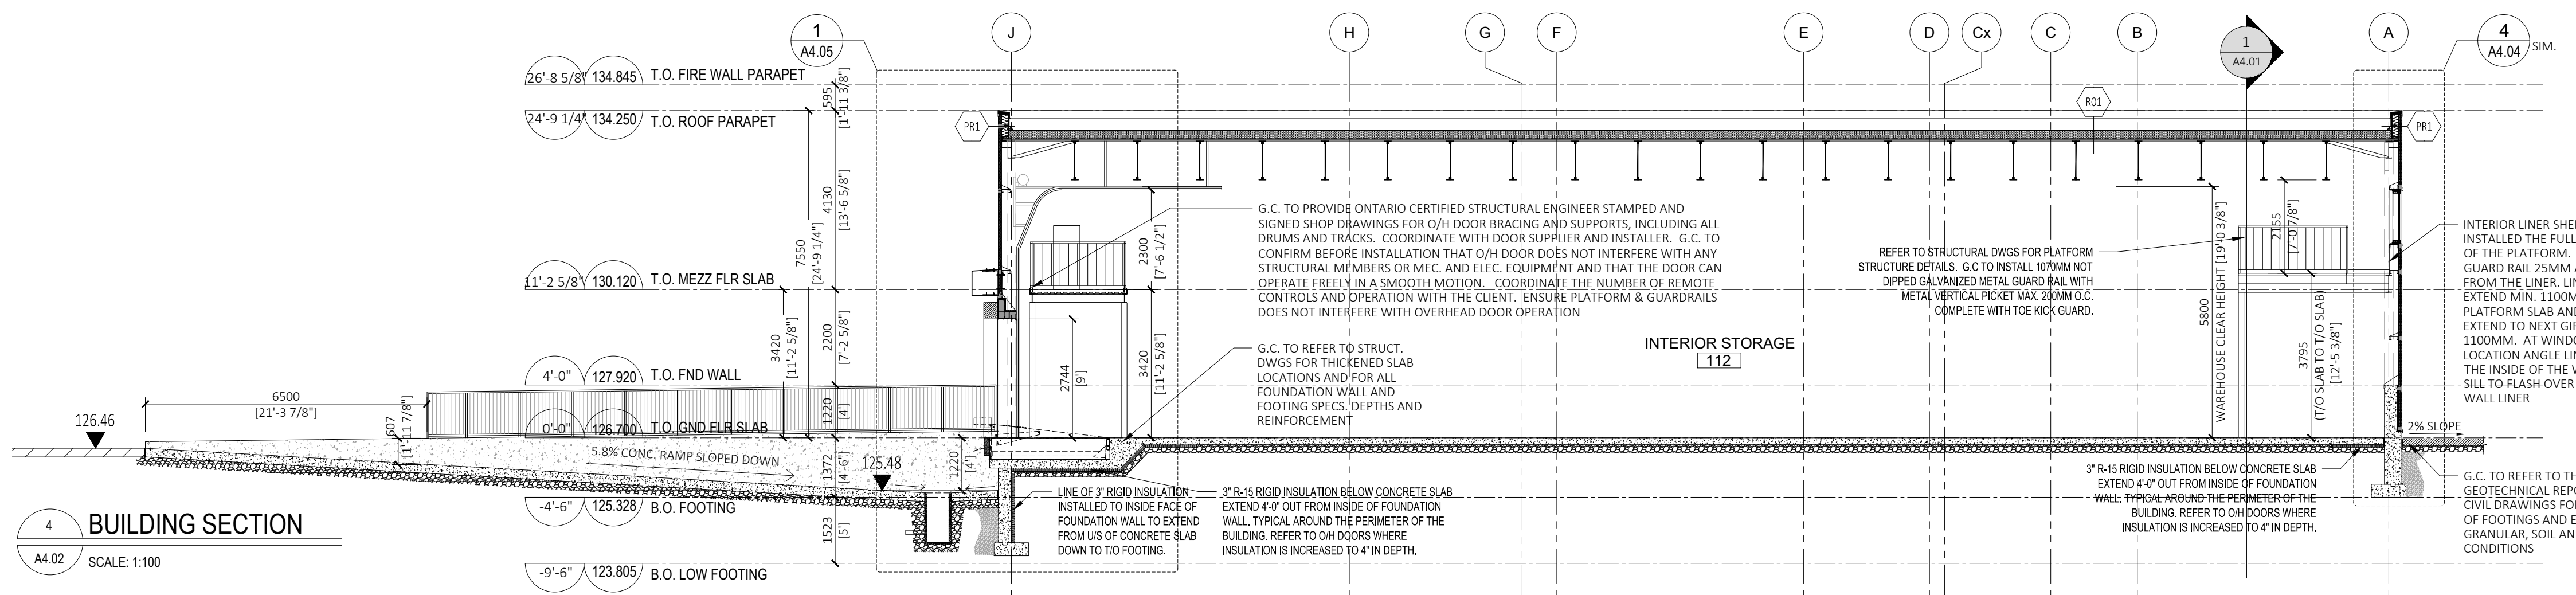 1
A4.05
J
H
G
F
E
D
Cx
C
B
1
A4.01
A
4
A4.04
SIM.
26'-8 5/8" 134.845 T.O. FIRE WALL PARAPET
595
[1'-11 3/8"]
24'-9 1/4" 134.250 T.O. ROOF PARAPET
PR1
R01
PR1
4130
[13'-6 5/8"]
7550
[24'-9 1/4"]
11'-2 5/8" 130.120 T.O. MEZZ FLR SLAB
3420
[11'-2 5/8"]
2200
[7'-2 5/8"]
4'-0" 127.920 T.O. FND WALL
1220
[4']
0'-0" 126.700 T.O. GND FLR SLAB
6500
[21'-3 7/8"]
126.46
607
[1'-11 7/8"]
5.8% CONC. RAMP SLOPED DOWN
1372
[4'-6"]
125.48
1220
[4']
-4'-6" 125.328 B.O. FOOTING
1523
[5']
-9'-6" 123.805 B.O. LOW FOOTING
2300
[7'-6 1/2"]
2744
[9']
3420
[11'-2 5/8"]
G.C. TO PROVIDE ONTARIO CERTIFIED STRUCTURAL ENGINEER STAMPED AND
SIGNED SHOP DRAWINGS FOR O/H DOOR BRACING AND SUPPORTS, INCLUDING ALL
DRUMS AND TRACKS. COORDINATE WITH DOOR SUPPLIER AND INSTALLER. G.C. TO
CONFIRM BEFORE INSTALLATION THAT O/H DOOR DOES NOT INTERFERE WITH ANY
STRUCTURAL MEMBERS OR MEC. AND ELEC. EQUIPMENT AND THAT THE DOOR CAN
OPERATE FREELY IN A SMOOTH MOTION. COORDINATE THE NUMBER OF REMOTE
CONTROLS AND OPERATION WITH THE CLIENT. ENSURE PLATFORM & GUARDRAILS
DOES NOT INTERFERE WITH OVERHEAD DOOR OPERATION
G.C. TO REFER TO STRUCT.
DWGS FOR THICKENED SLAB
LOCATIONS AND FOR ALL
FOUNDATION WALL AND
FOOTING SPECS. DEPTHS AND
REINFORCEMENT
INTERIOR STORAGE
112
REFER TO STRUCTURAL DWGS FOR PLATFORM
STRUCTURE DETAILS. G.C TO INSTALL 1070MM NOT
DIPPED GALVANIZED METAL GUARD RAIL WITH
METAL VERTICAL PICKET MAX. 200MM O.C.
COMPLETE WITH TOE KICK GUARD.
5800
WAREHOUSE CLEAR HEIGHT [19'-0 3/8"]
2155
[7'-0 7/8"]
3795
(T/O SLAB TO T/O SLAB)
[12'-5 3/8"]
INTERIOR LINER SHE
INSTALLED THE FULL
OF THE PLATFORM.
GUARD RAIL 25MM A
FROM THE LINER. LIN
EXTEND MIN. 1100M
PLATFORM SLAB AND
EXTEND TO NEXT GIR
1100MM. AT WINDO
LOCATION ANGLE LIN
THE INSIDE OF THE W
SILL TO FLASH OVER
WALL LINER
2% SLOPE
LINE OF 3" RIGID INSULATION
INSTALLED TO INSIDE FACE OF
FOUNDATION WALL TO EXTEND
FROM U/S OF CONCRETE SLAB
DOWN TO T/O FOOTING.
3" R-15 RIGID INSULATION BELOW CONCRETE SLAB
EXTEND 4'-0" OUT FROM INSIDE OF FOUNDATION
WALL. TYPICAL AROUND THE PERIMETER OF THE
BUILDING. REFER TO O/H DOORS WHERE
INSULATION IS INCREASED TO 4" IN DEPTH.
3" R-15 RIGID INSULATION BELOW CONCRETE SLAB
EXTEND 4'-0" OUT FROM INSIDE OF FOUNDATION
WALL. TYPICAL AROUND THE PERIMETER OF THE
BUILDING. REFER TO O/H DOORS WHERE
INSULATION IS INCREASED TO 4" IN DEPTH.
G.C. TO REFER TO TH
GEOTECHNICAL REPO
CIVIL DRAWINGS FO
OF FOOTINGS AND E
GRANULAR, SOIL AN
CONDITIONS
4
A4.02
BUILDING SECTION
SCALE: 1:100